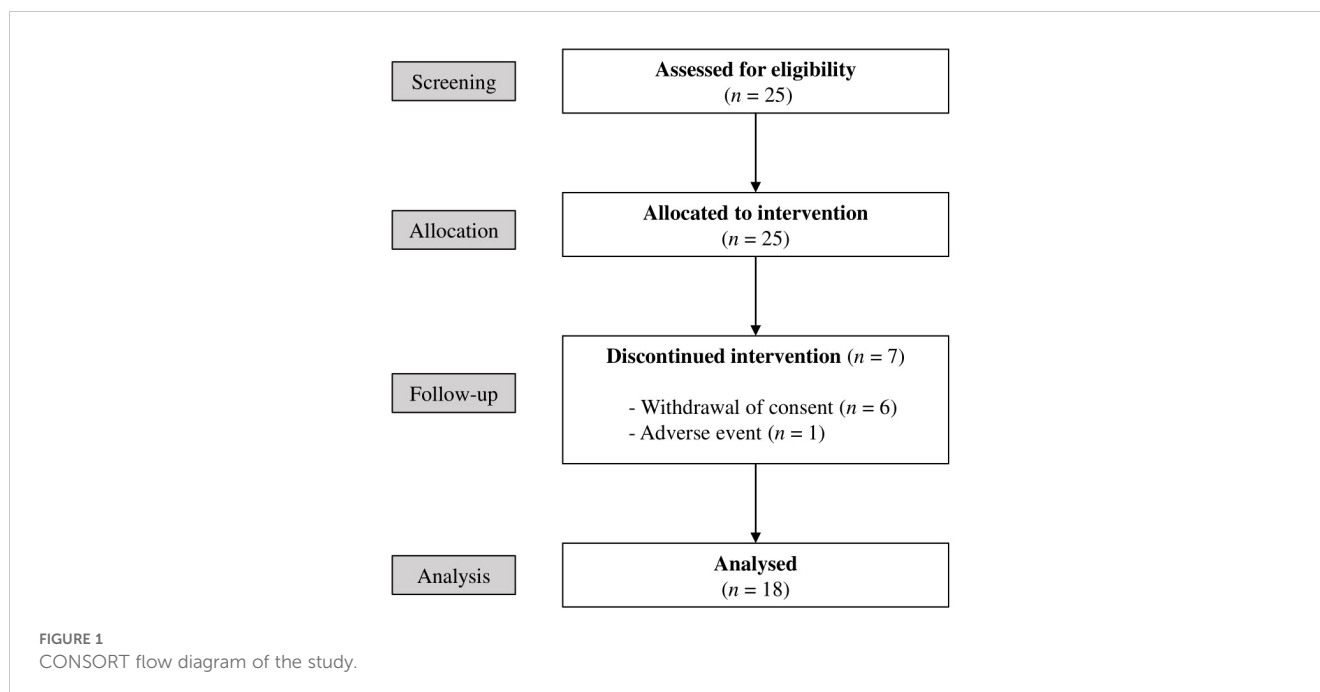 Screening
Assessed for eligibility
(n = 25)
Allocation
Allocated to intervention
(n = 25)
Follow-up
Discontinued intervention (n = 7)
- Withdrawal of consent (n = 6)
- Adverse event (n = 1)
Analysis
Analysed
(n = 18)
FIGURE 1
CONSORT flow diagram of the study.